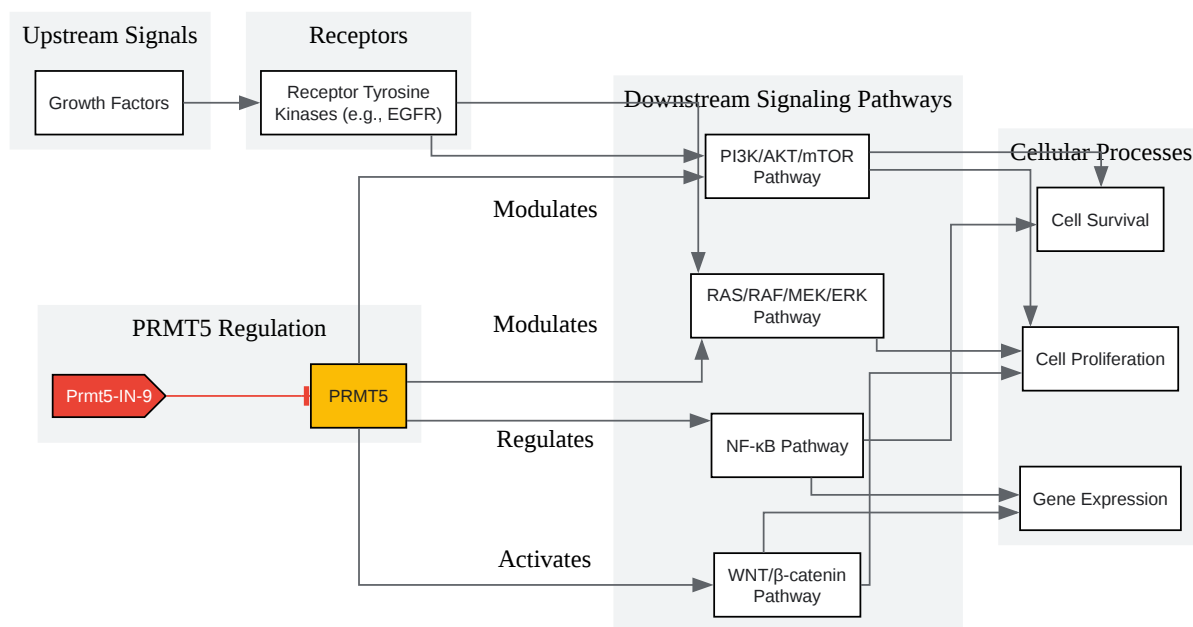 Upstream Signals
Growth Factors
Receptors
Receptor Tyrosine
Kinases (e.g., EGFR)
Downstream Signaling Pathways
PI3K/AKT/mTOR
Pathway
Cellular Processes
Cell Survival
Modulates
RAS/RAF/MEK/ERK
Pathway
Modulates
Cell Proliferation
PRMT5 Regulation
Prmt5-IN-9
PRMT5
Regulates
NF-κB Pathway
Gene Expression
Activates
WNT/β-catenin
Pathway